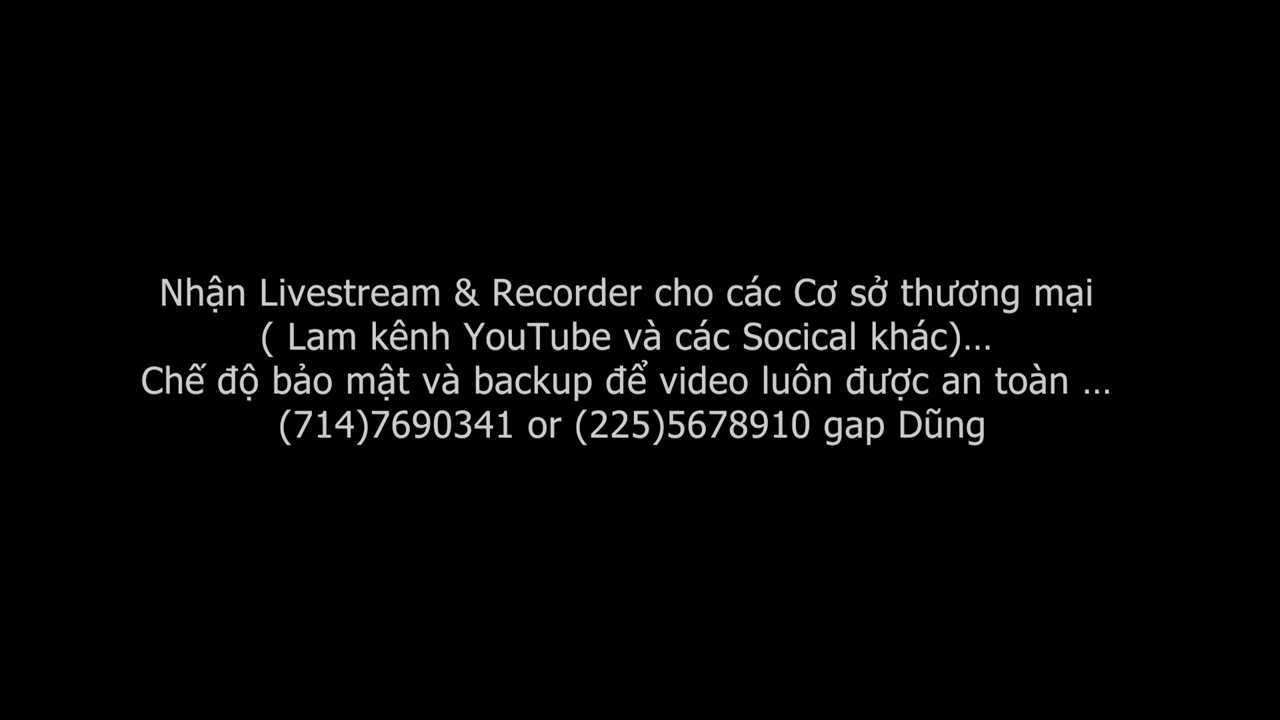 Nhận Livestream & Recorder cho các Cơ sở thương mại
( Lam kênh YouTube và các Socical khác)...
Chế độ bảo mật và backup để video luôn được an toàn ...
(714)7690341 or (225)5678910 gap Dũng